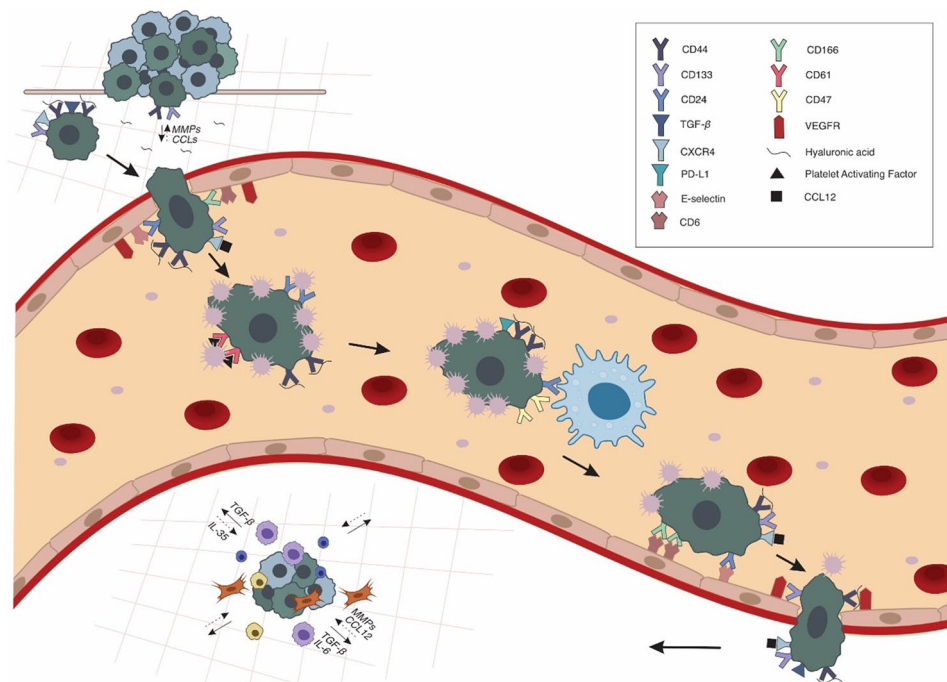 MMPs
CCLs
CD44
CD133
CD24
TGF-β
CXCR4
PD-L1
E-selectin
CD6
CD166
CD61
CD47
VEGFR
Hyaluronic acid
Platelet Activating Factor
CCL12
TGF-β
IL-35
MMPs
CCL12
TGF-β
IL-6